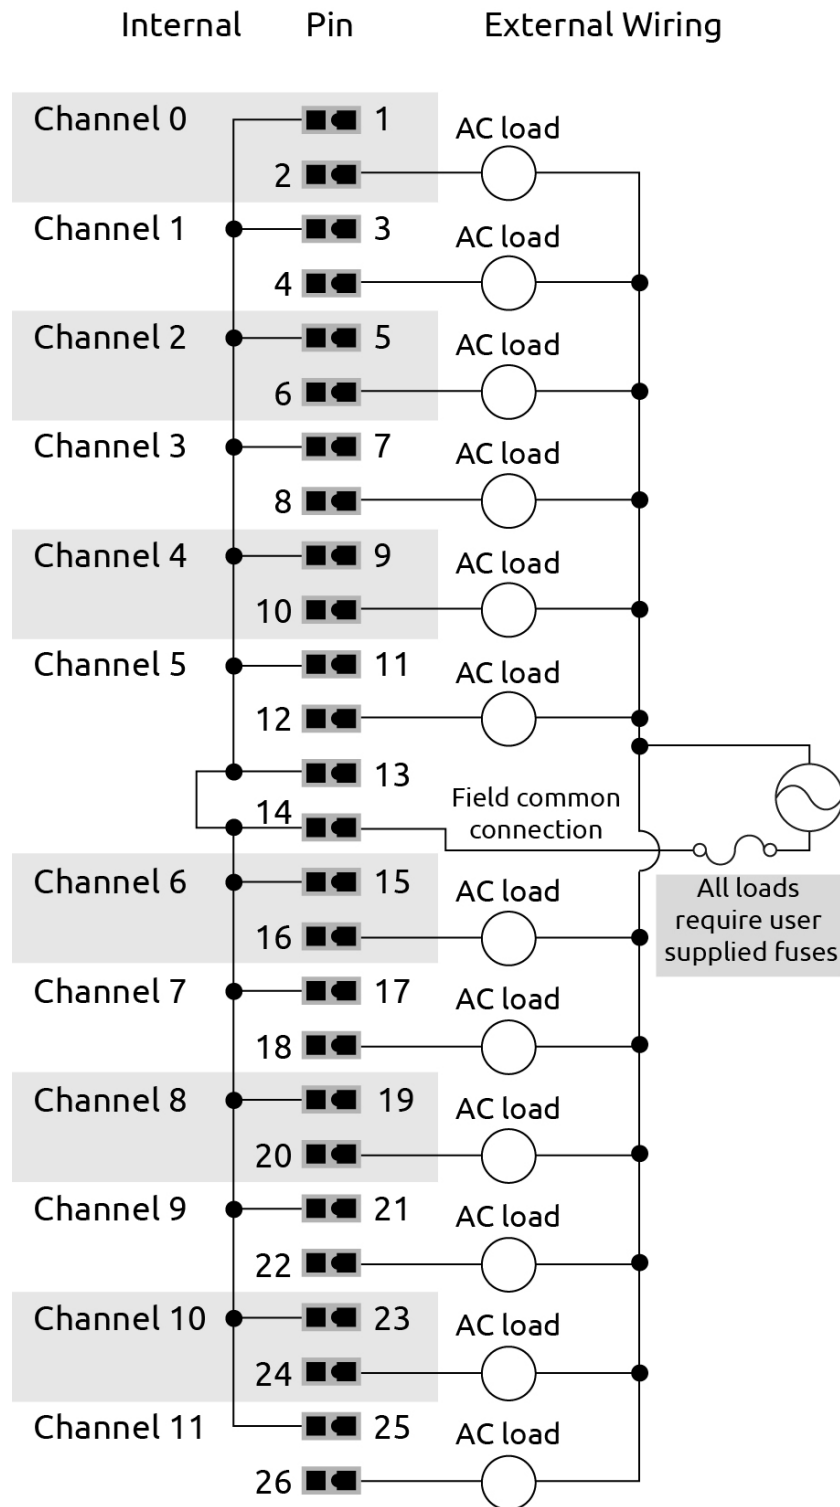 Internal Pin External Wiring
Channel 0 1
AC load
2
Channel 1 3
AC load
4
Channel 2 5
AC load
6
Channel 3 7
AC load
8
Channel 4 9
AC load
10
Channel 5 11
AC load
12
13
Field common
connection
14
Channel 6 15
AC load
All loads
require user
supplied fuses
16
Channel 7 17
AC load
18
Channel 8 19
AC load
20
Channel 9 21
AC load
22
Channel 10 23
AC load
24
Channel 11 25
AC load
26